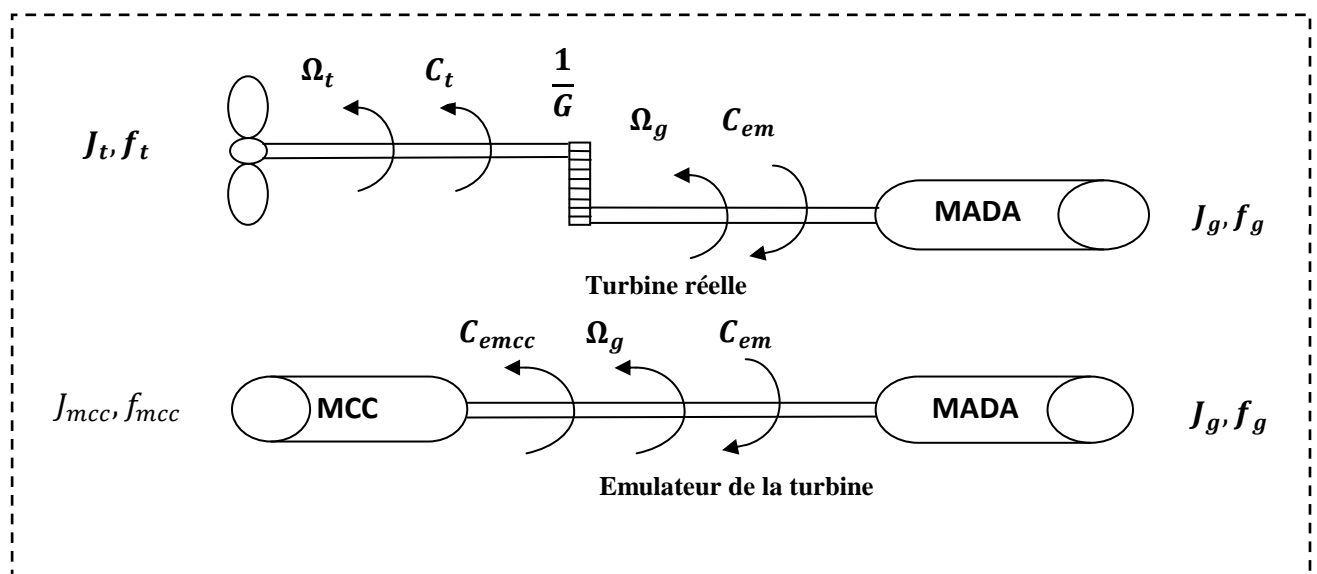 Ω_t C_t 1/G
J_t, f_t
Ω_g C_em
MADA
J_g, f_g
Turbine réelle
C_emcc Ω_g C_em
J_mcc, f_mcc
MCC
MADA
J_g, f_g
Emulateur de la turbine